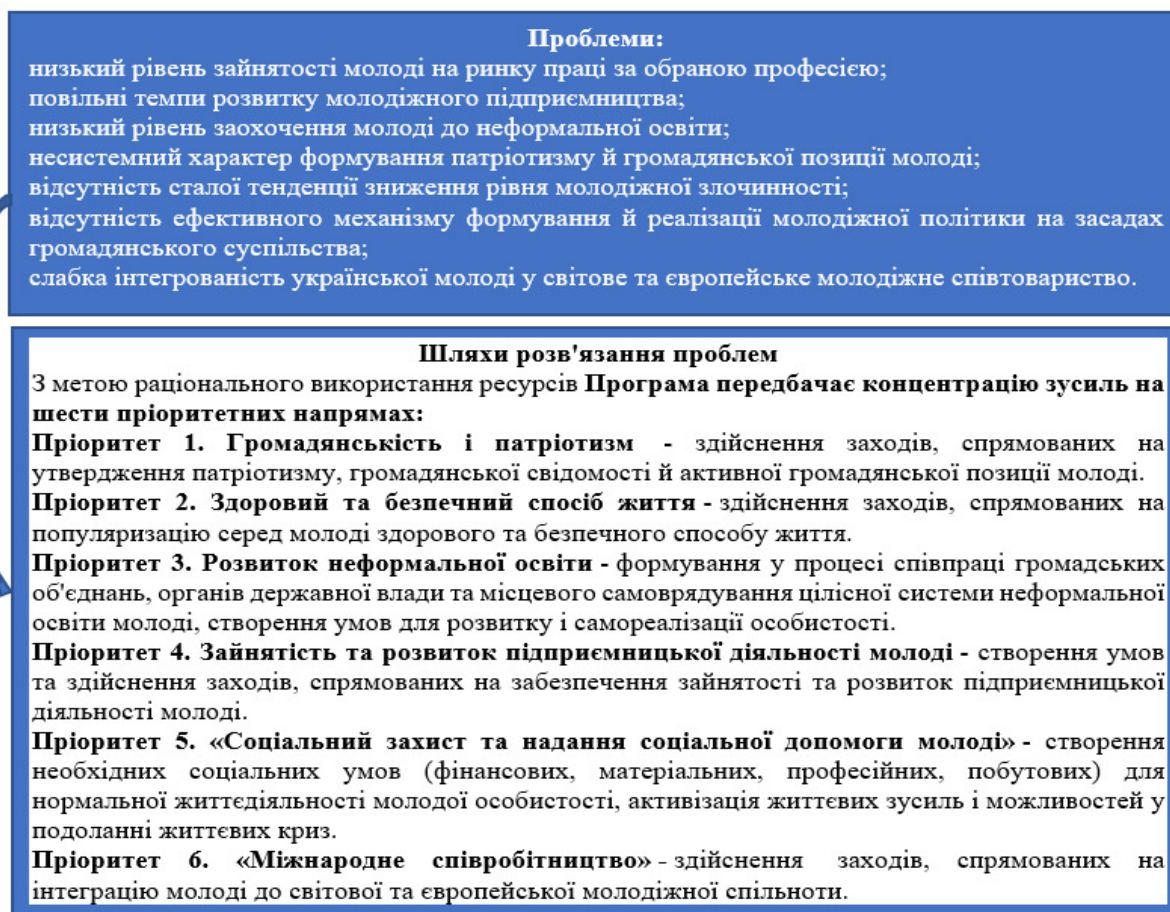 Проблеми:
низький рівень зайнятості молоді на ринку праці за обраною професією;
повільні темпи розвитку молодіжного підприємництва;
низький рівень заохочення молоді до неформальної освіти;
несистемний характер формування патріотизму й громадянської позиції молоді;
відсутність сталої тенденції зниження рівня молодіжної злочинності;
відсутність ефективного механізму формування й реалізації молодіжної політики на засадах
громадянського суспільства;
слабка інтегрованість української молоді у світове та європейське молодіжне співтовариство.
Шляхи розв'язання проблем
З метою раціонального використання ресурсів Програма передбачає концентрацію зусиль на
шести пріоритетних напрямах:
Пріоритет 1. Громадянськість і патріотизм - здійснення заходів, спрямованих на
утвердження патріотизму, громадянської свідомості й активної громадянської позиції молоді.
Пріоритет 2. Здоровий та безпечний спосіб життя - здійснення заходів, спрямованих на
популяризацію серед молоді здорового та безпечного способу життя.
Пріоритет 3. Розвиток неформальної освіти - формування у процесі співпраці громадських
об'єднань, органів державної влади та місцевого самоврядування цілісної системи неформальної
освіти молоді, створення умов для розвитку і самореалізації особистості.
Пріоритет 4. Зайнятість та розвиток підприємницької діяльності молоді - створення умов
та здійснення заходів, спрямованих на забезпечення зайнятості та розвиток підприємницької
діяльності молоді.
Пріоритет 5. «Соціальний захист та надання соціальної допомоги молоді» - створення
необхідних соціальних умов (фінансових, матеріальних, професійних, побутових) для
нормальної життєдіяльності молодої особистості, активізація життєвих зусиль і можливостей у
подоланні життєвих криз.
Пріоритет 6. «Міжнародне співробітництво» - здійснення заходів, спрямованих на
інтеграцію молоді до світової та європейської молодіжної спільноти.